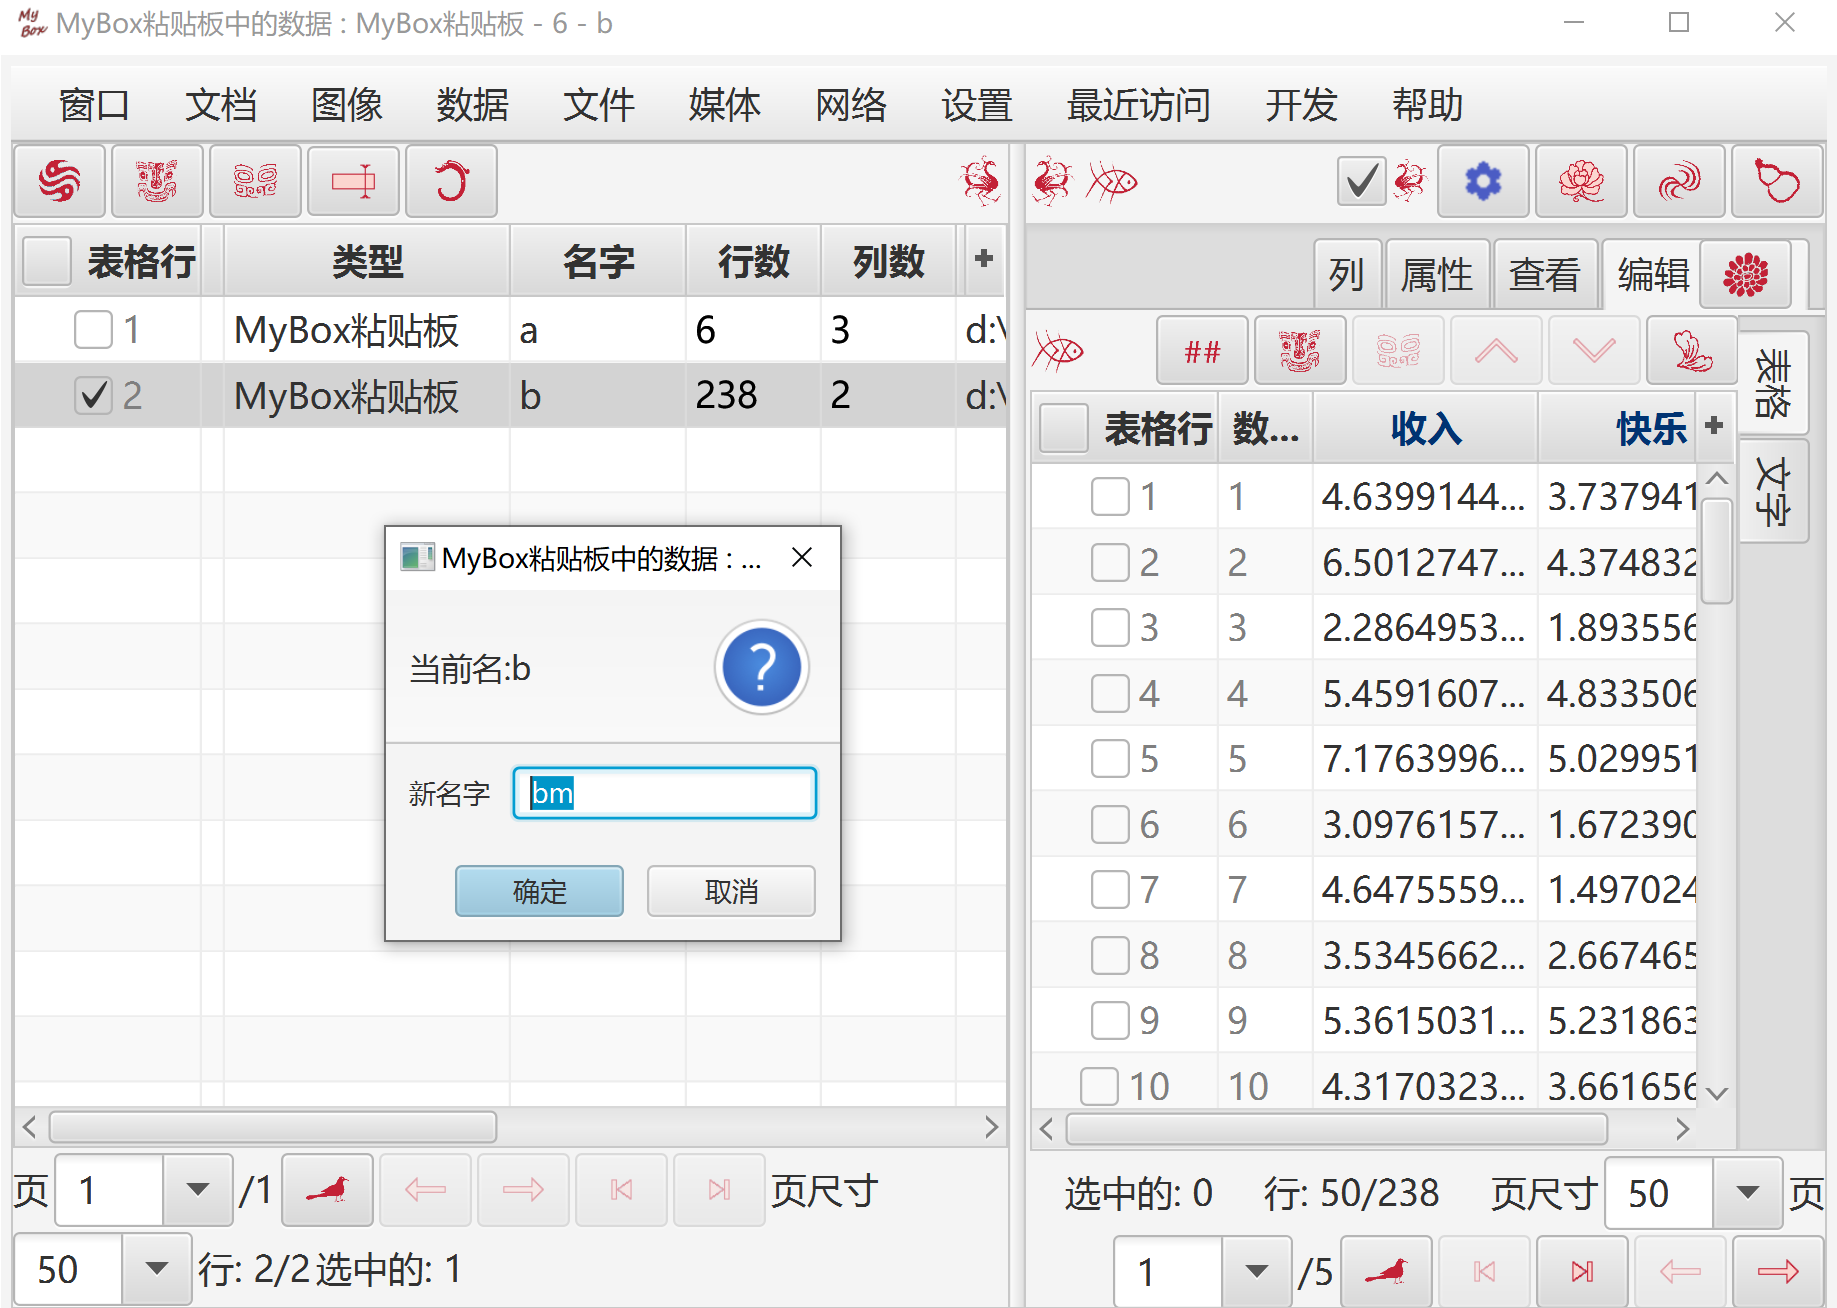 MyBox粘贴板中的数据 : MyBox粘贴板 - 6 - b
窗口 文档 图像 数据 文件 媒体 网络 设置 最近访问 开发 帮助
表格行 类型 名字 行数 列数 +
1 MyBox粘贴板 a 6 3 d:\
2 MyBox粘贴板 b 238 2 d:\
MyBox粘贴板中的数据 : ...
当前名:b
?
新名字 bm
确定 取消
页 1 /1 页尺寸
50 行: 2/2 选中的: 1
列 属性 查看 编辑
##
表格
文字
表格行 数... 收入 快乐 +
1 1 4.6399144... 3.737941
2 2 6.5012747... 4.374832
3 3 2.2864953... 1.893556
4 4 5.4591607... 4.833506
5 5 7.1763996... 5.029951
6 6 3.0976157... 1.672390
7 7 4.6475559... 1.497024
8 8 3.5345662... 2.667465
9 9 5.3615031... 5.231863
10 10 4.3170323... 3.661656
选中的: 0 行: 50/238 页尺寸 50 页
1 /5